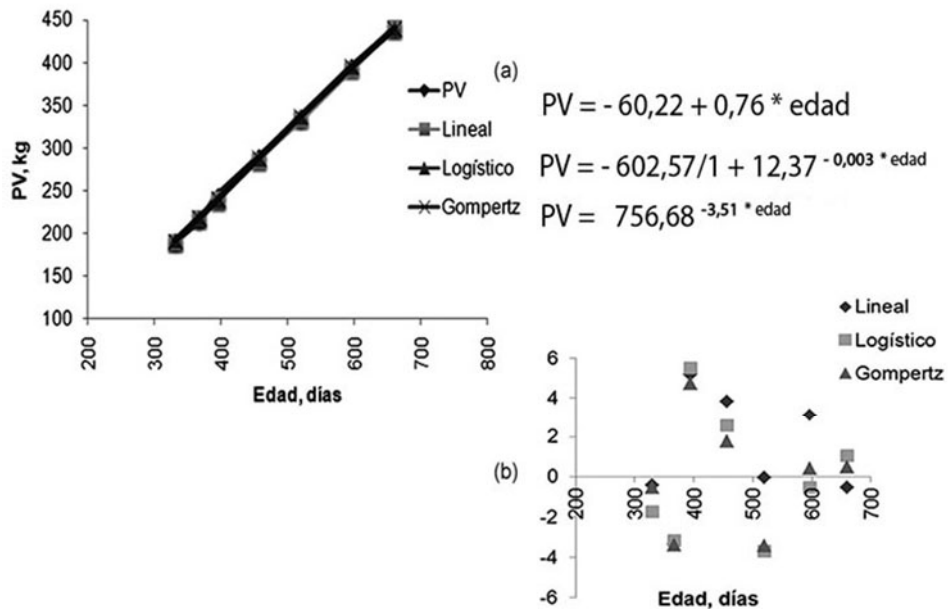 450
400
350
300
250
200
150
100
PV, kg
200
300
400
500
600
700
800
Edad, días
PV
Lineal
Logístico
Gompertz
(a)
PV = - 60,22 + 0,76 * edad
PV = - 602,57/1 + 12,37 - 0,003 * edad
PV = 756,68 -3,51 * edad
Lineal
Logístico
Gompertz
6
4
2
0
-2
-4
-6
(b)
200
300
400
500
600
700
Edad, días